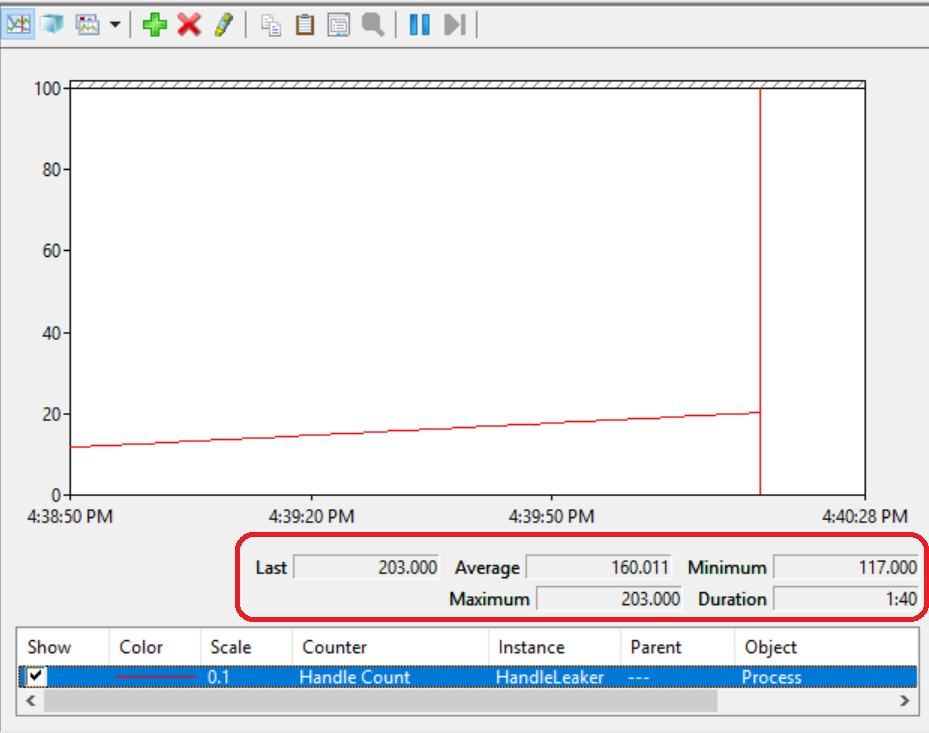 100
80
60
40
20
0
4:38:50 PM 4:39:20 PM 4:39:50 PM 4:40:28 PM
Last 203.000 Average 160.011 Minimum 117.000
Maximum 203.000 Duration 1:40
Show Color Scale Counter Instance Parent Object
0.1 Handle Count HandleLeaker --- Process